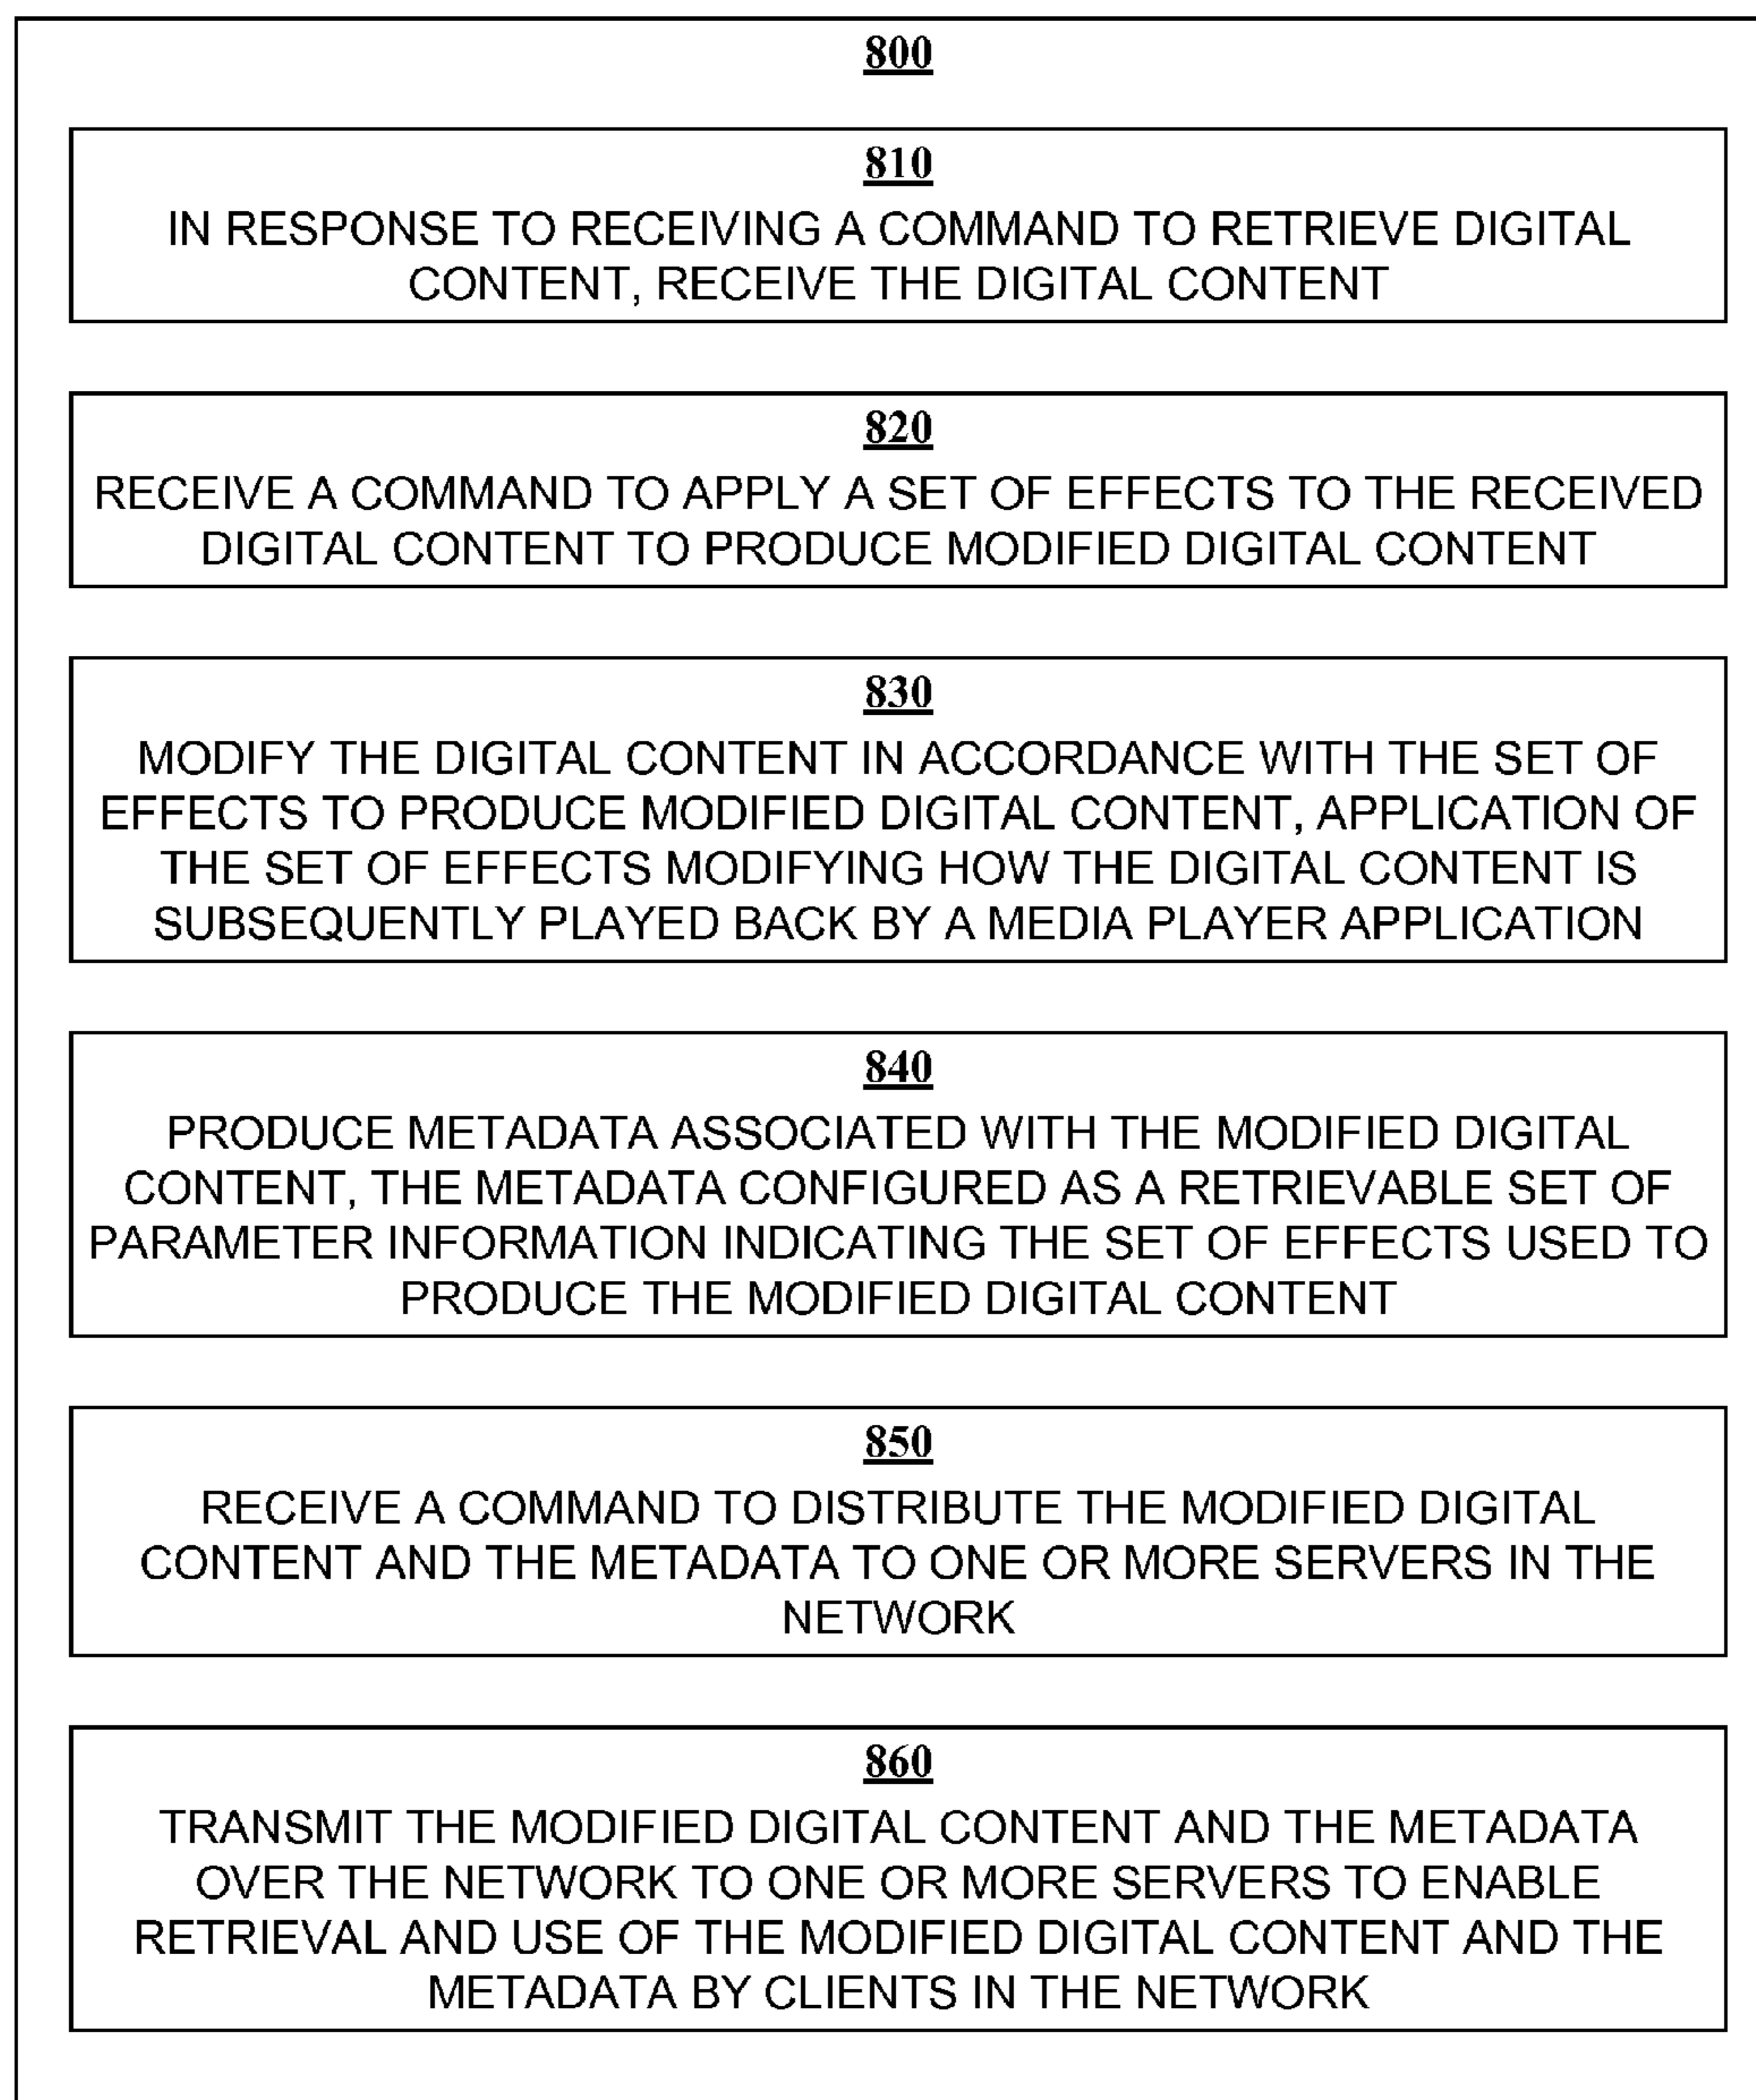 800
810
IN RESPONSE TO RECEIVING A COMMAND TO RETRIEVE DIGITAL
CONTENT, RECEIVE THE DIGITAL CONTENT
820
RECEIVE A COMMAND TO APPLY A SET OF EFFECTS TO THE RECEIVED
DIGITAL CONTENT TO PRODUCE MODIFIED DIGITAL CONTENT
830
MODIFY THE DIGITAL CONTENT IN ACCORDANCE WITH THE SET OF
EFFECTS TO PRODUCE MODIFIED DIGITAL CONTENT, APPLICATION OF
THE SET OF EFFECTS MODIFYING HOW THE DIGITAL CONTENT IS
SUBSEQUENTLY PLAYED BACK BY A MEDIA PLAYER APPLICATION
840
PRODUCE METADATA ASSOCIATED WITH THE MODIFIED DIGITAL
CONTENT, THE METADATA CONFIGURED AS A RETRIEVABLE SET OF
PARAMETER INFORMATION INDICATING THE SET OF EFFECTS USED TO
PRODUCE THE MODIFIED DIGITAL CONTENT
850
RECEIVE A COMMAND TO DISTRIBUTE THE MODIFIED DIGITAL
CONTENT AND THE METADATA TO ONE OR MORE SERVERS IN THE
NETWORK
860
TRANSMIT THE MODIFIED DIGITAL CONTENT AND THE METADATA
OVER THE NETWORK TO ONE OR MORE SERVERS TO ENABLE
RETRIEVAL AND USE OF THE MODIFIED DIGITAL CONTENT AND THE
METADATA BY CLIENTS IN THE NETWORK